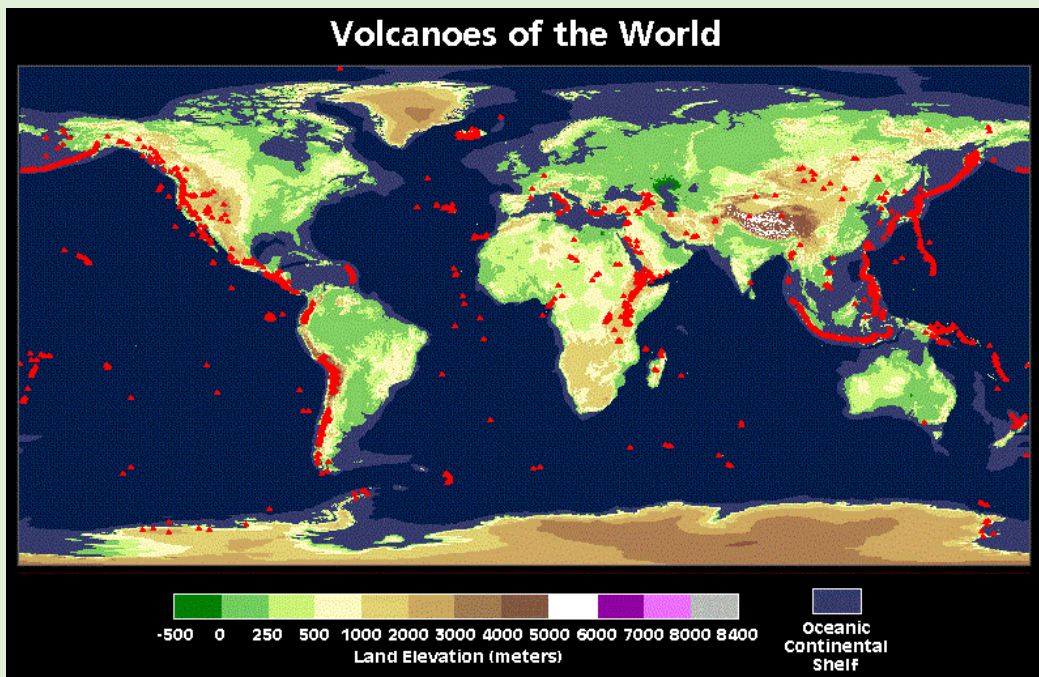 Volcanoes of the World
-500 0 250 500 1000 2000 3000 4000 5000 6000 7000 8000 8400
Land Elevation (meters)
Oceanic
Continental
Shelf